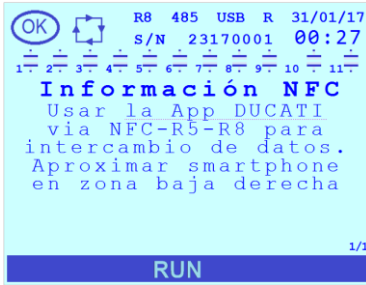 OK R8 485 USB R 31/01/17
S/N 23170001 00:27
1 2 3 4 5 6 7 8 9 10 11
Información NFC
Usar la App DUCATI
via NFC-R5-R8 para
intercambio de datos.
Aproximar smartphone
en zona baja derecha
1/1
RUN